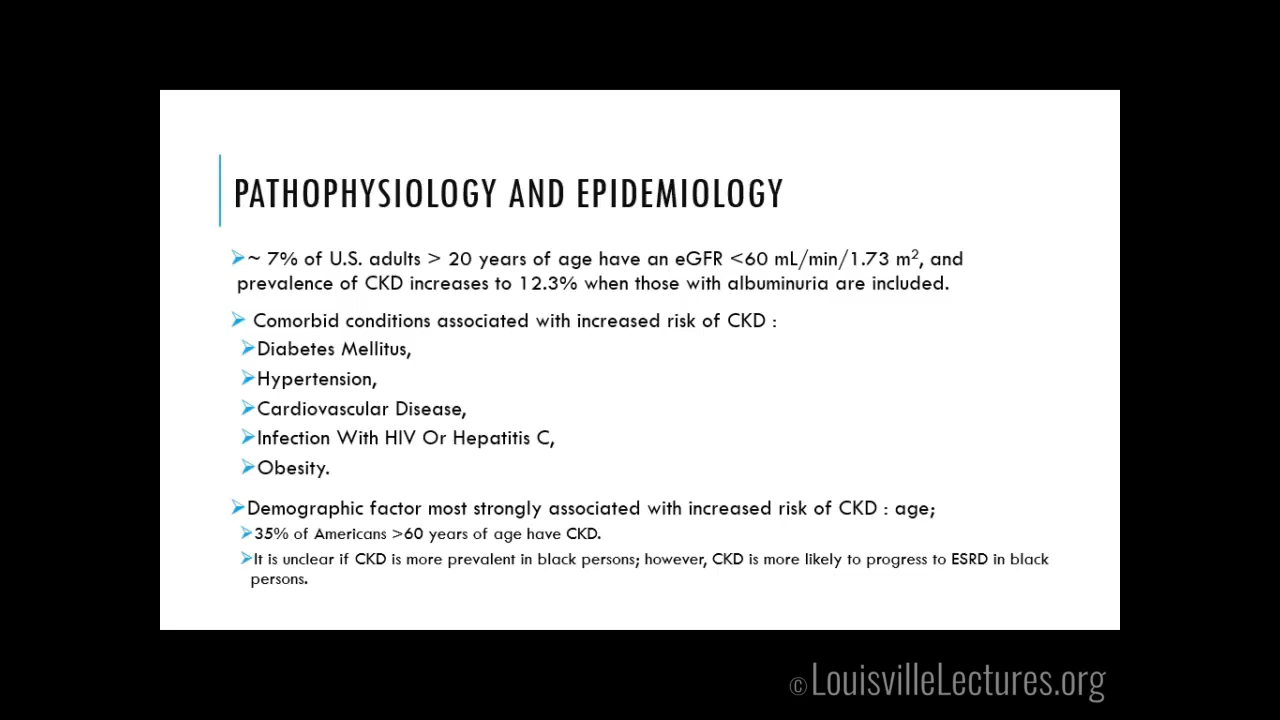 PATHOPHYSIOLOGY AND EPIDEMIOLOGY
~ 7% of U.S. adults > 20 years of age have an eGFR <60 mL/min/1.73 m², and
prevalence of CKD increases to 12.3% when those with albuminuria are included.
Comorbid conditions associated with increased risk of CKD :
Diabetes Mellitus,
Hypertension,
Cardiovascular Disease,
Infection With HIV Or Hepatitis C,
Obesity.
Demographic factor most strongly associated with increased risk of CKD : age;
35% of Americans >60 years of age have CKD.
It is unclear if CKD is more prevalent in black persons; however, CKD is more likely to progress to ESRD in black
persons.
© LouisvilleLectures.org